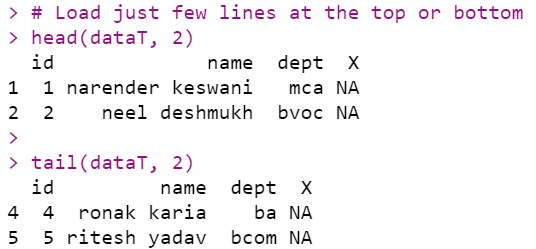 > # Load just few lines at the top or bottom
> head(dataT, 2)
  id             name dept  X
1  1 narender keswani  mca NA
2  2    neel deshmukh bvoc NA
>
> tail(dataT, 2)
  id         name dept  X
4  4  ronak karia   ba NA
5  5 ritesh yadav bcom NA